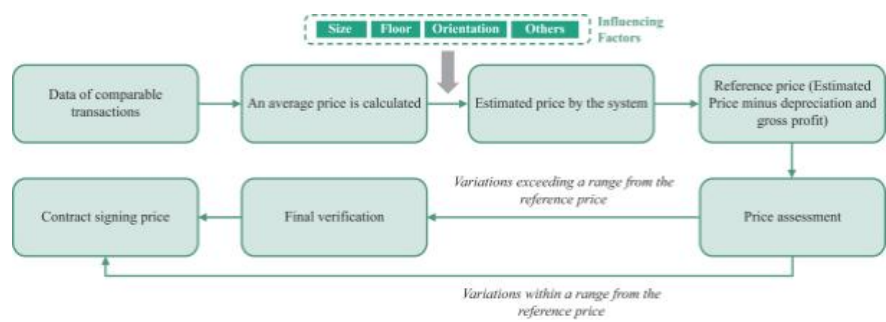 Size
Floor
Orientation
Others
Influencing
Factors
Data of comparable
transactions
An average price is calculated
Estimated price by the system
Reference price (Estimated
Price minus depreciation and
gross profit)
Variations exceeding a range from the
reference price
Contract signing price
Final verification
Price assessment
Variations within a range from the
reference price